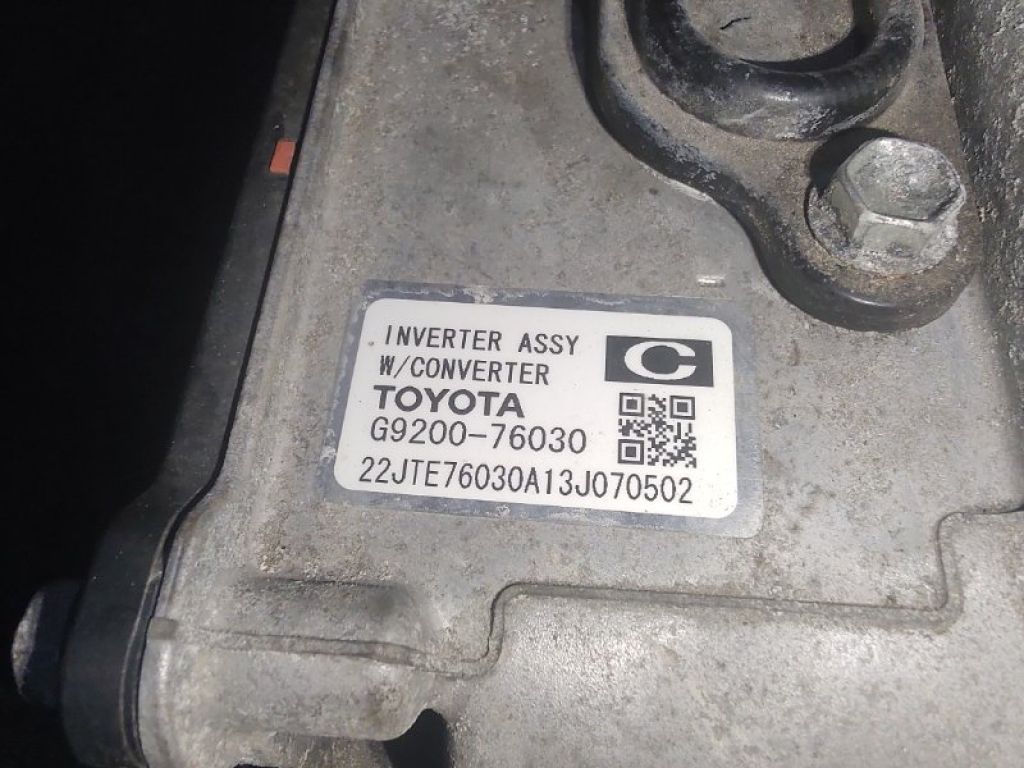 INVERTER ASSY
W/CONVERTER
C
TOYOTA
G9200-76030
22JTE76030A13J070502